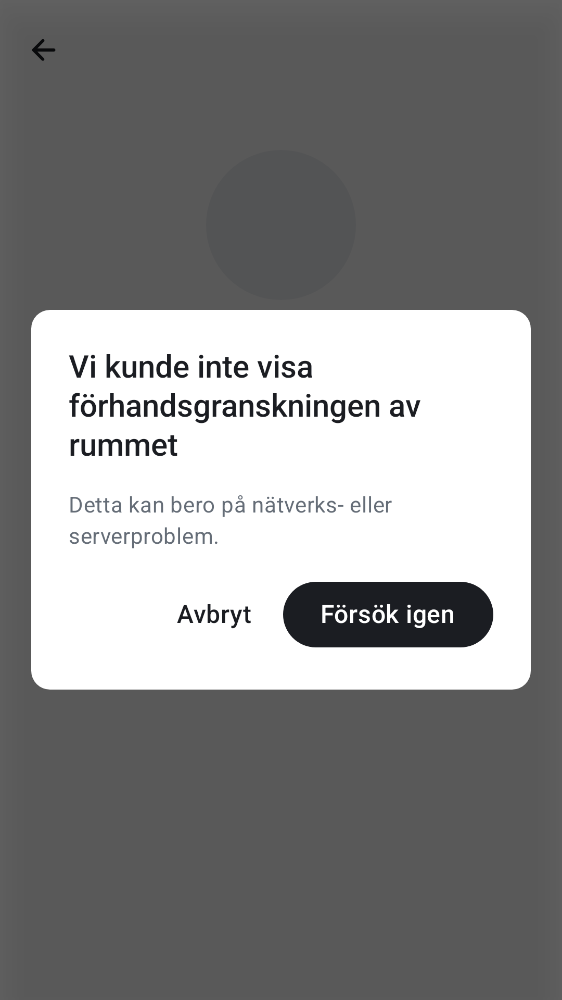 Vi kunde inte visa
förhandsgranskningen av
rummet
Detta kan bero på nätverks- eller
serverproblem.
Avbryt
Försök igen